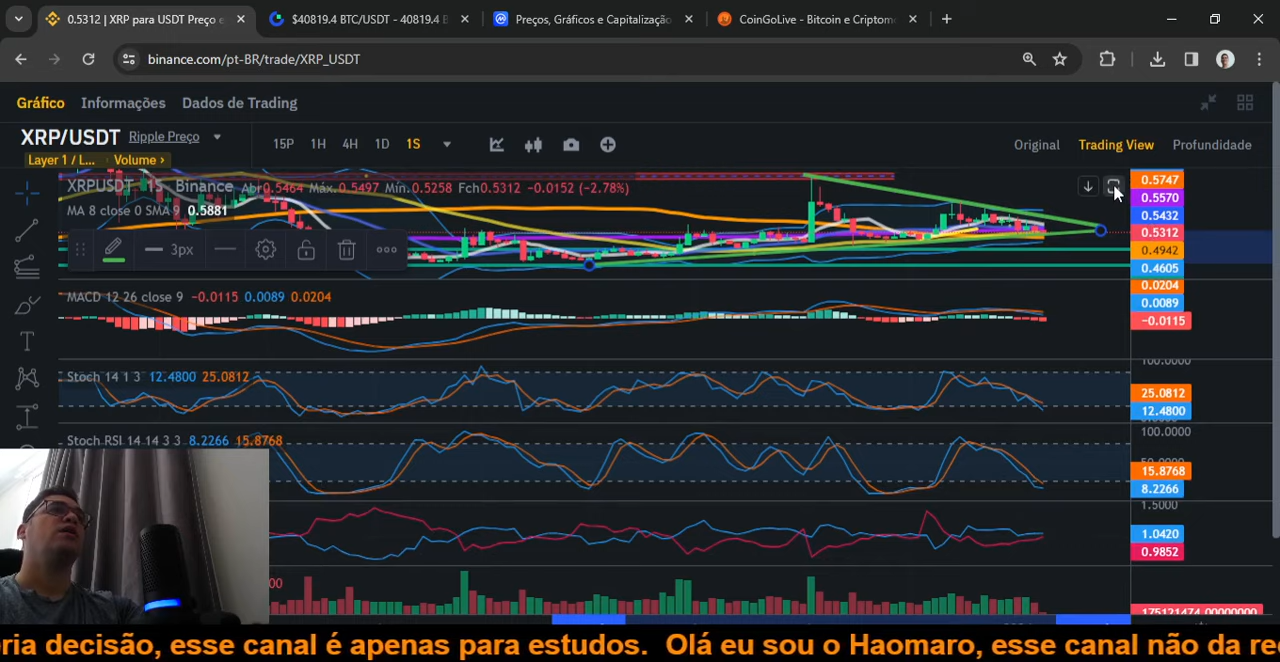 0.5312 | XRP para USDT Preço e
$40819.4 BTC/USDT - 40819.4 B
Preços, Gráficos e Capitalização
CoinGoLive - Bitcoin e Criptom
binance.com/pt-BR/trade/XRP_USDT
Gráfico Informações Dados de Trading
XRP/USDT Ripple Preço
15P 1H 4H 1D 1S
Original Trading View Profundidade
Layer 1 / L... Volume ›
XRPUSDT 1S Binance Abr0.5464 Máx.0.5497 Mín.0.5258 Fch0.5312 -0.0152 (-2.78%)
MA 8 close 0 SMA 9 0.5881
3px
0.5747
0.5570
0.5432
0.5312
0.4942
0.4605
MACD 12 26 close 9 -0.0115 0.0089 0.0204
0.0204
0.0089
-0.0115
100.0000
Stoch 14 1 3 12.4800 25.0812
25.0812
12.4800
Stoch RSI 14 14 3 3 8.2266 15.8768
100.0000
15.8768
8.2266
1.5000
1.0420
0.9852
175121474.00000000
ria decisão, esse canal é apenas para estudos. Olá eu sou o Haomaro, esse canal não da re